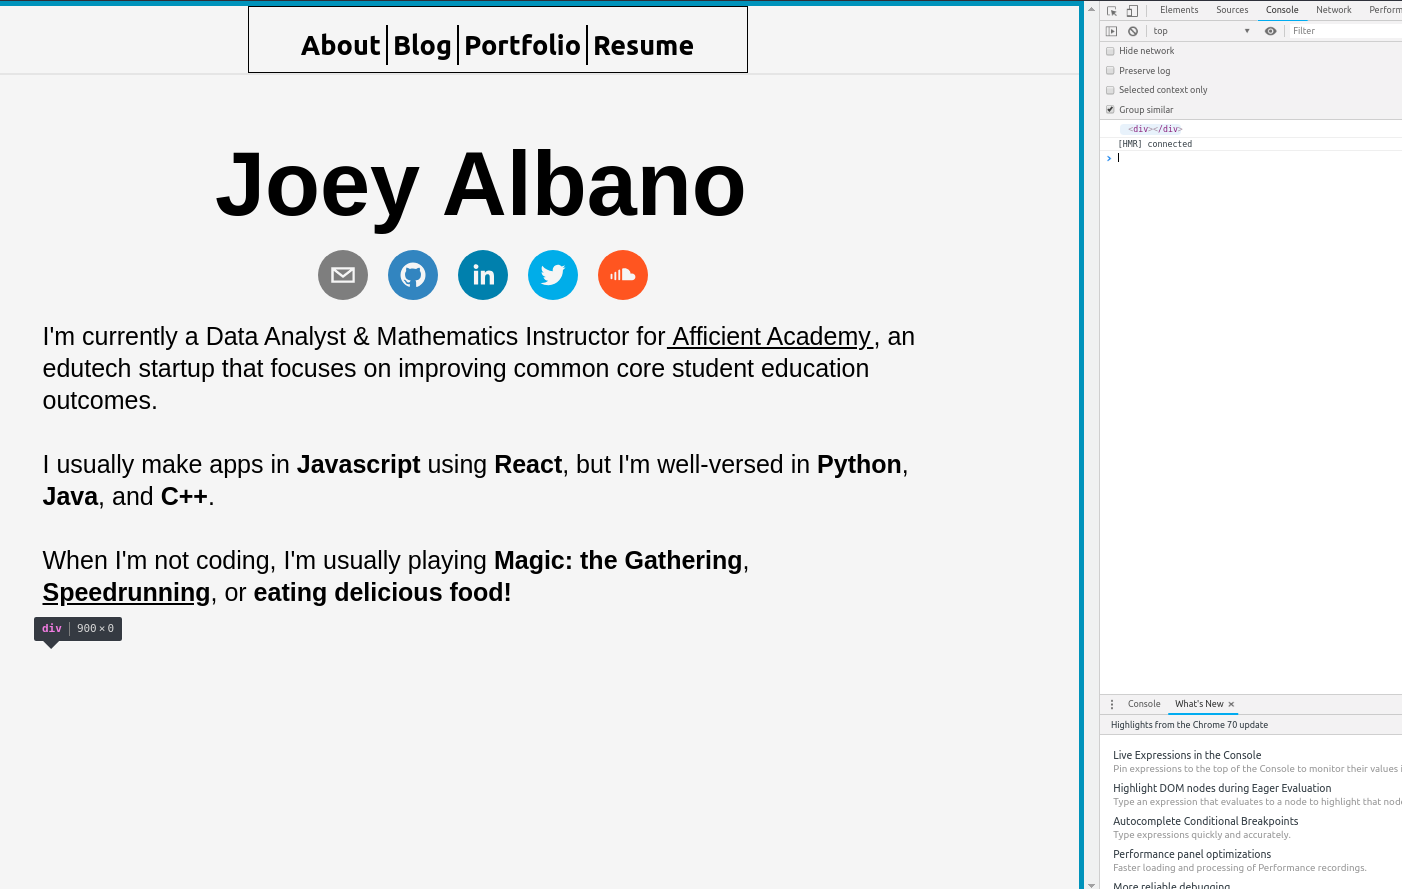 About Blog Portfolio Resume
Joey Albano
in
I'm currently a Data Analyst & Mathematics Instructor for Afficient Academy , an
edutech startup that focuses on improving common core student education
outcomes.
I usually make apps in Javascript using React, but I'm well-versed in Python,
Java, and C++.
When I'm not coding, I'm usually playing Magic: the Gathering,
Speedrunning, or eating delicious food!
div 900 × 0
Elements Sources Console Network Perform
top Filter
Hide network
Preserve log
Selected context only
Group similar
<div></div>
[HMR] connected
Console What's New
Highlights from the Chrome 70 update
Live Expressions in the Console
Pin expressions to the top of the Console to monitor their values
Highlight DOM nodes during Eager Evaluation
Type an expression that evaluates to a node to highlight that node
Autocomplete Conditional Breakpoints
Type expressions quickly and accurately.
Performance panel optimizations
Faster loading and processing of Performance recordings.
More reliable debugging